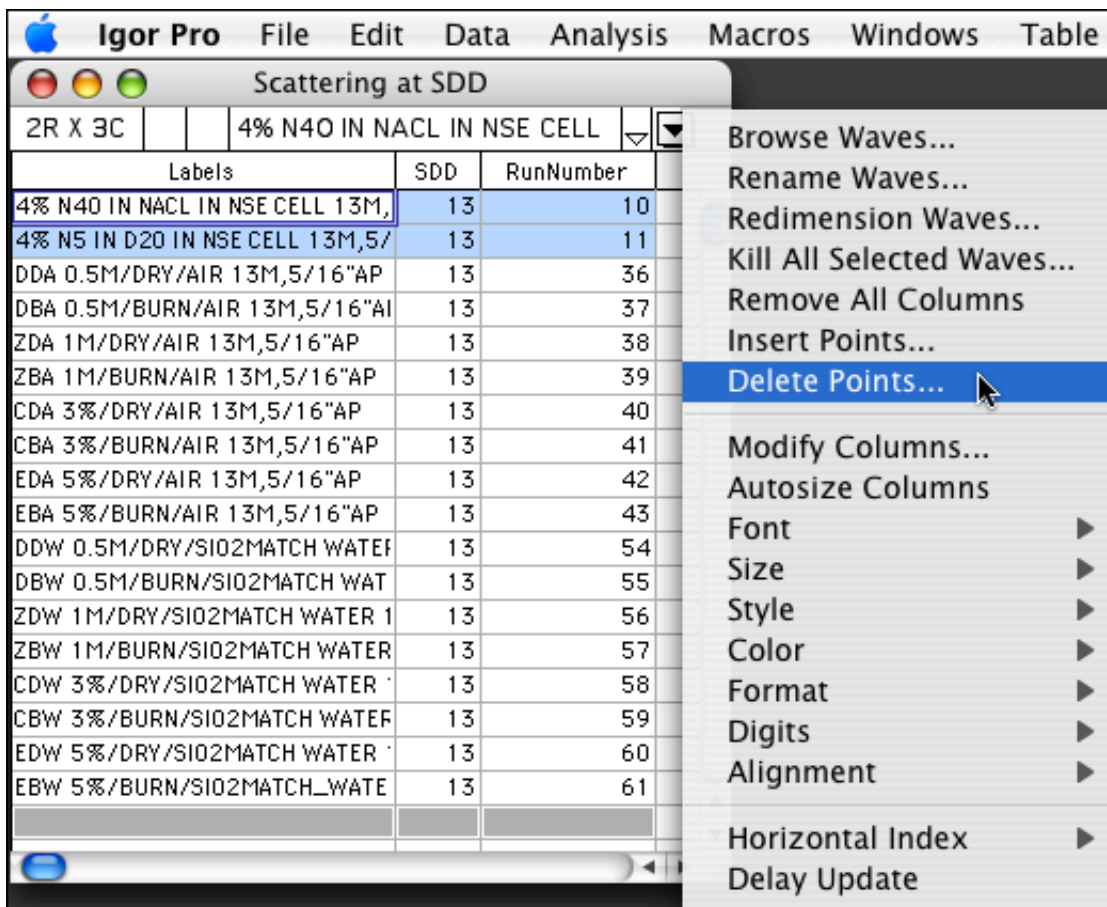 Igor Pro File Edit Data Analysis Macros Windows Table
Scattering at SDD
2R X 3C 4% N40 IN NACL IN NSE CELL
Labels SDD RunNumber
4% N40 IN NACL IN NSE CELL 13M, 13 10
4% N5 IN D20 IN NSE CELL 13M,5/ 13 11
DDA 0.5M/DRY/AIR 13M,5/16"AP 13 36
DBA 0.5M/BURN/AIR 13M,5/16"AI 13 37
ZDA 1M/DRY/AIR 13M,5/16"AP 13 38
ZBA 1M/BURN/AIR 13M,5/16"AP 13 39
CDA 3%/DRY/AIR 13M,5/16"AP 13 40
CBA 3%/BURN/AIR 13M,5/16"AP 13 41
EDA 5%/DRY/AIR 13M,5/16"AP 13 42
EBA 5%/BURN/AIR 13M,5/16"AP 13 43
DDW 0.5M/DRY/SIO2MATCH WATER 13 54
DBW 0.5M/BURN/SIO2MATCH WAT 13 55
ZDW 1M/DRY/SIO2MATCH WATER 1 13 56
ZBW 1M/BURN/SIO2MATCH WATER 13 57
CDW 3%/DRY/SIO2MATCH WATER 13 58
CBW 3%/BURN/SIO2MATCH WATER 13 59
EDW 5%/DRY/SIO2MATCH WATER 13 60
EBW 5%/BURN/SIO2MATCH_WATE 13 61
Browse Waves...
Rename Waves...
Redimension Waves...
Kill All Selected Waves...
Remove All Columns
Insert Points...
Delete Points...
Modify Columns...
Autosize Columns
Font
Size
Style
Color
Format
Digits
Alignment
Horizontal Index
Delay Update